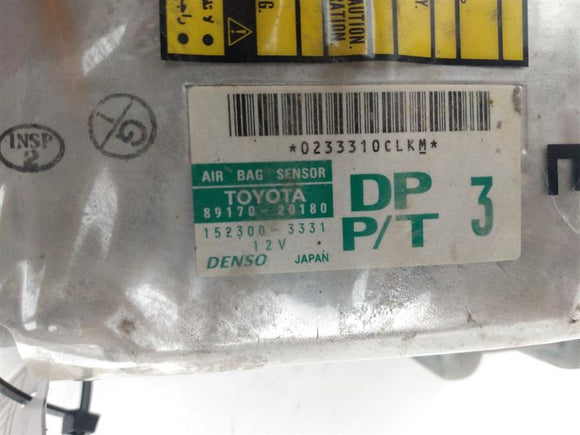 CAUTION.
*0233310CLKM*
AIR BAG SENSOR
TOYOTA
89170-20180
152300-3331
12V
DENSO JAPAN
DP
P/T
3
INSP
2
G